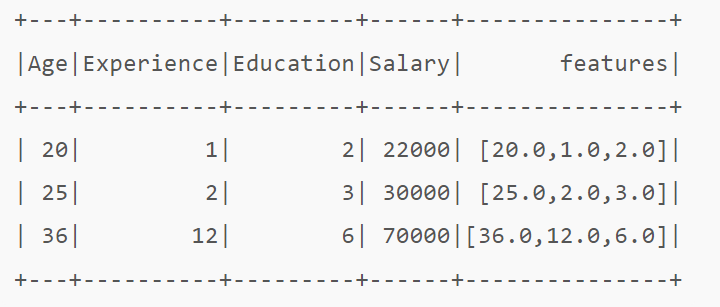 +---+----------+---------+------+---------------+
|Age|Experience|Education|Salary|       features|
+---+----------+---------+------+---------------+
| 20|         1|        2| 22000| [20.0,1.0,2.0]|
| 25|         2|        3| 30000| [25.0,2.0,3.0]|
| 36|        12|        6| 70000|[36.0,12.0,6.0]|
+---+----------+---------+------+---------------+